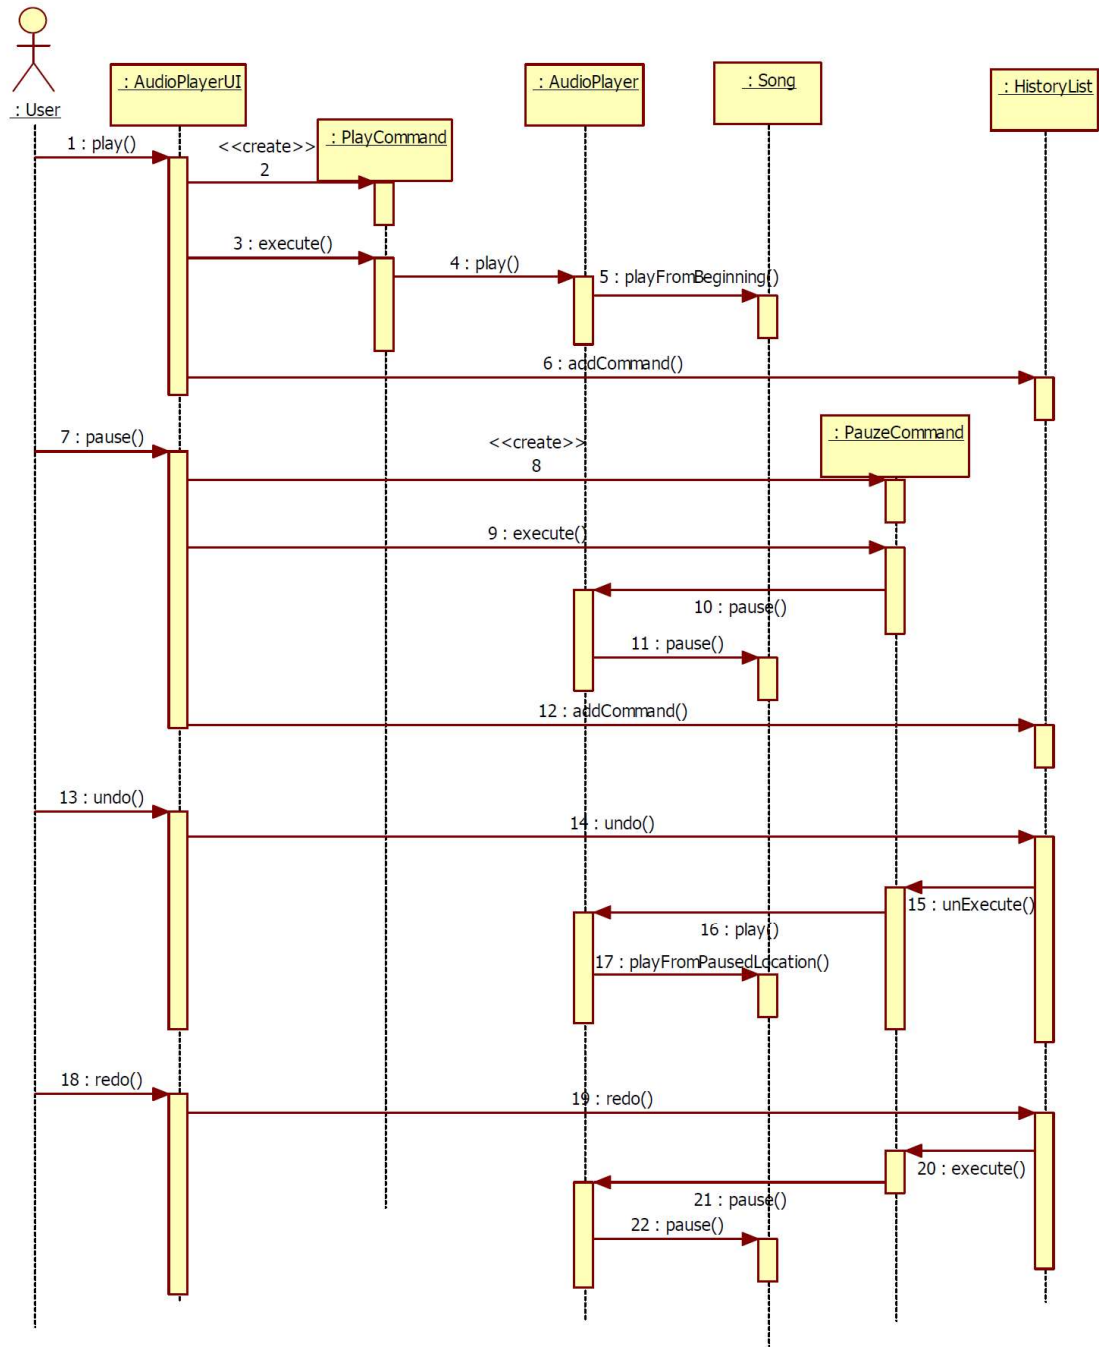 : User
: AudioPlayerUI
: PlayCommand
: AudioPlayer
: Song
: HistoryList
1 : play()
<<create>>
2
3 : execute()
4 : play()
5 : playFromBeginning()
6 : addCommand()
7 : pause()
<<create>>
8
: PauzeCommand
9 : execute()
10 : pause()
11 : pause()
12 : addCommand()
13 : undo()
14 : undo()
15 : unExecute()
16 : play()
17 : playFromPausedLocation()
18 : redo()
19 : redo()
20 : execute()
21 : pause()
22 : pause()